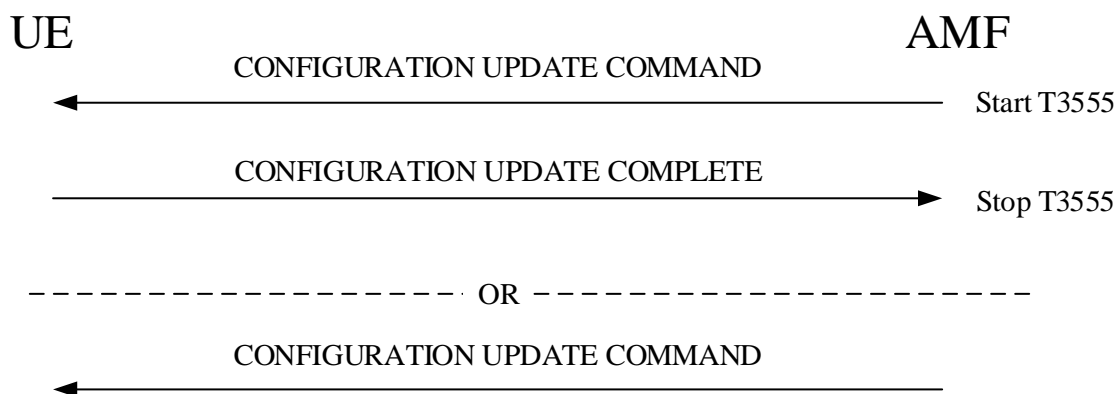 UE AMF
CONFIGURATION UPDATE COMMAND
Start T3555
CONFIGURATION UPDATE COMPLETE
Stop T3555
OR
CONFIGURATION UPDATE COMMAND